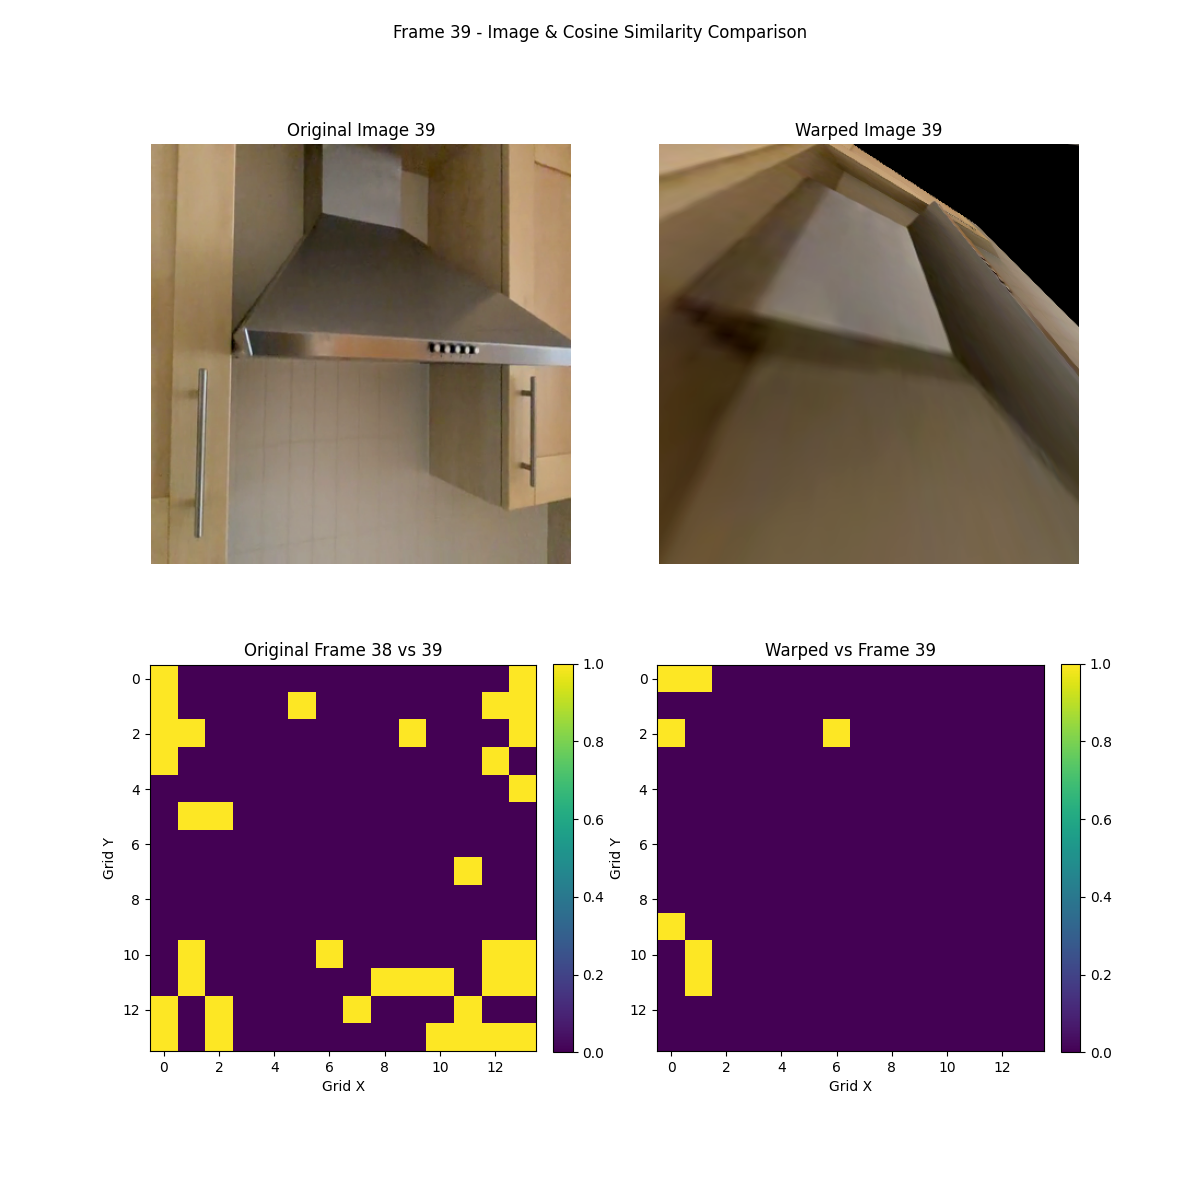 Frame 39 - Image & Cosine Similarity Comparison
Original Image 39
Warped Image 39
Original Frame 38 vs 39
Warped vs Frame 39
0
2
4
6
8
10
12
Grid Y
0 2 4 6 8 10 12
Grid X
1.0
0.8
0.6
0.4
0.2
0.0
0
2
4
6
8
10
12
Grid Y
0 2 4 6 8 10 12
Grid X
1.0
0.8
0.6
0.4
0.2
0.0